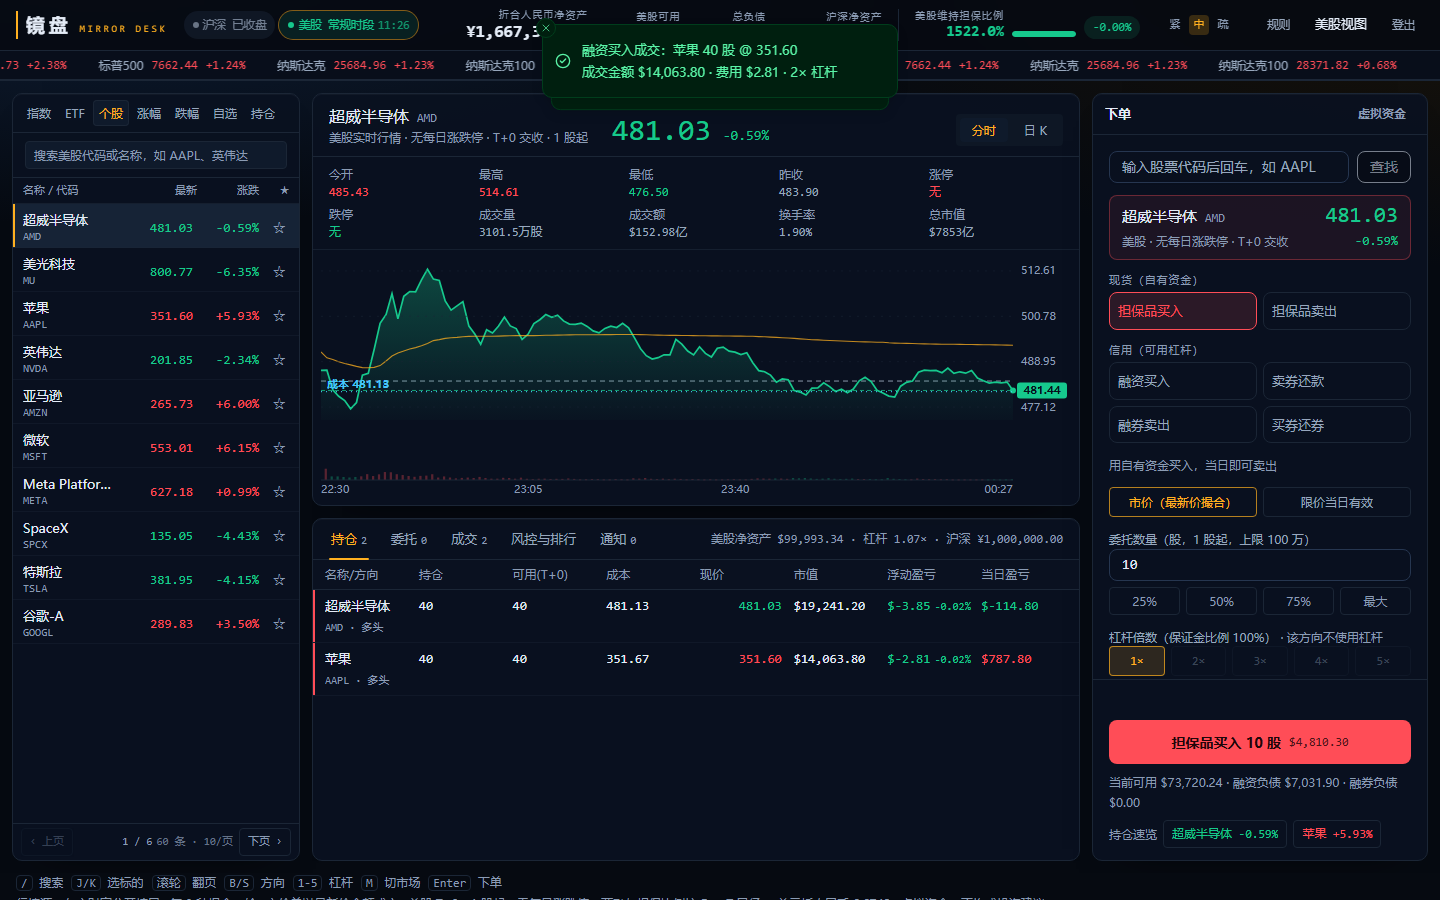 镜盘 MIRROR DESK
沪深 已收盘
美股 常规时段 11:26
折合人民币净资产
¥1,667,3
美股可用
总负债
沪深净资产
美股维持担保比例
1522.0%
-0.00%
紧 中 疏
规则
美股视图
登出
融资买入成交：苹果 40 股 @ 351.60
成交金额 $14,063.80 · 费用 $2.81 · 2× 杠杆
.73 +2.38% 标普500 7662.44 +1.24% 纳斯达克 25684.96 +1.23% 纳斯达克100
7662.44 +1.24% 纳斯达克 25684.96 +1.23% 纳斯达克100 28371.82 +0.68%
指数 ETF 个股 涨幅 跌幅 自选 持仓
搜索美股代码或名称，如 AAPL、英伟达
名称 / 代码 最新 涨跌 ★
超威半导体 481.03 -0.59% ☆
AMD
美光科技 800.77 -6.35% ☆
MU
苹果 351.60 +5.93% ☆
AAPL
英伟达 201.85 -2.34% ☆
NVDA
亚马逊 265.73 +6.00% ☆
AMZN
微软 553.01 +6.15% ☆
MSFT
Meta Platfor... 627.18 +0.99% ☆
META
SpaceX 135.05 -4.43% ☆
SPCX
特斯拉 381.95 -4.15% ☆
TSLA
谷歌-A 289.83 +3.50% ☆
GOOGL
‹ 上页 1 / 6 60 条 · 10/页 下页 ›
超威半导体 AMD
美股实时行情 · 无每日涨跌停 · T+0 交收 · 1 股起
481.03 -0.59%
分时 日 K
今开 最高 最低 昨收 涨停
485.43 514.61 476.50 483.90 无
跌停 成交量 成交额 换手率 总市值
无 3101.5万股 $152.98亿 1.90% $7853亿
512.61
500.78
488.95
成本 481.13
481.44
477.12
22:30 23:05 23:40 00:27
持仓 2 委托 0 成交 2 风控与排行 通知 0
美股净资产 $99,993.34 · 杠杆 1.07× · 沪深 ¥1,000,000.00
名称/方向 持仓 可用(T+0) 成本 现价 市值 浮动盈亏 当日盈亏
超威半导体 40 40 481.13 481.03 $19,241.20 $-3.85 -0.02% $-114.80
AMD · 多头
苹果 40 40 351.67 351.60 $14,063.80 $-2.81 -0.02% $787.80
AAPL · 多头
下单 虚拟资金
输入股票代码后回车，如 AAPL 查找
超威半导体 AMD 481.03
美股 · 无每日涨跌停 · T+0 交收 -0.59%
现货（自有资金）
担保品买入 担保品卖出
信用（可用杠杆）
融资买入 卖券还款
融券卖出 买券还券
用自有资金买入，当日即可卖出
市价（最新价撮合） 限价当日有效
委托数量（股，1 股起，上限 100 万）
10
25% 50% 75% 最大
杠杆倍数（保证金比例 100%） · 该方向不使用杠杆
1× 2× 3× 4× 5×
担保品买入 10 股 $4,810.30
当前可用 $73,720.24 · 融资负债 $7,031.90 · 融券负债
$0.00
持仓速览 超威半导体 -0.59% 苹果 +5.93%
/ 搜索 J/K 选标的 滚轮 翻页 B/S 方向 1-5 杠杆 M 切市场 Enter 下单